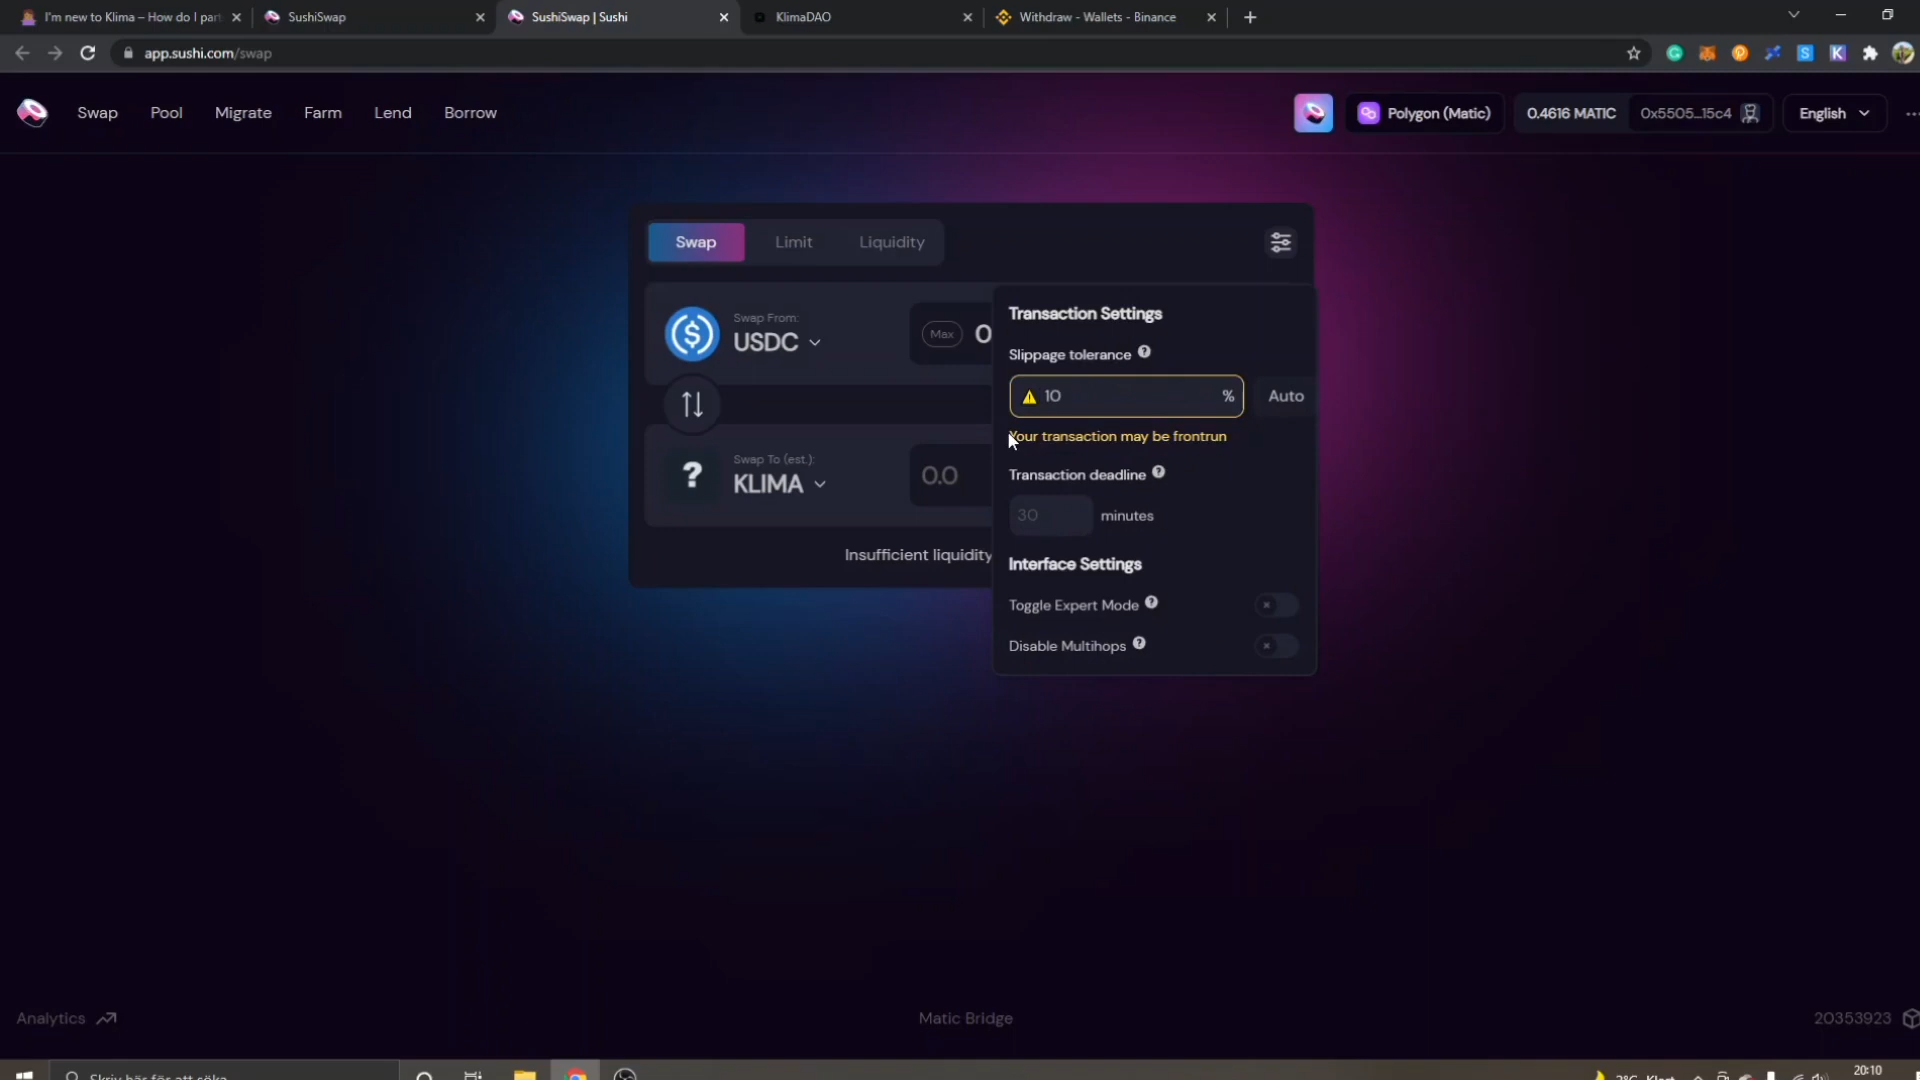 I'm new to Klima – How do I part
SushiSwap
SushiSwap | Sushi
KlimaDAO
Withdraw - Wallets - Binance
app.sushi.com/swap
Swap
Pool
Migrate
Farm
Lend
Borrow
Polygon (Matic)
0.4616 MATIC
0x5505...15c4
English
Swap
Limit
Liquidity
Swap From:
USDC
Max
0
Swap To (est.):
KLIMA
?
0.0
Insufficient liquidity
Transaction Settings
Slippage tolerance
10
%
Auto
Your transaction may be frontrun
Transaction deadline
30
minutes
Interface Settings
Toggle Expert Mode
Disable Multihops
Analytics
Matic Bridge
20353923
Skriv här för att söka
20:10